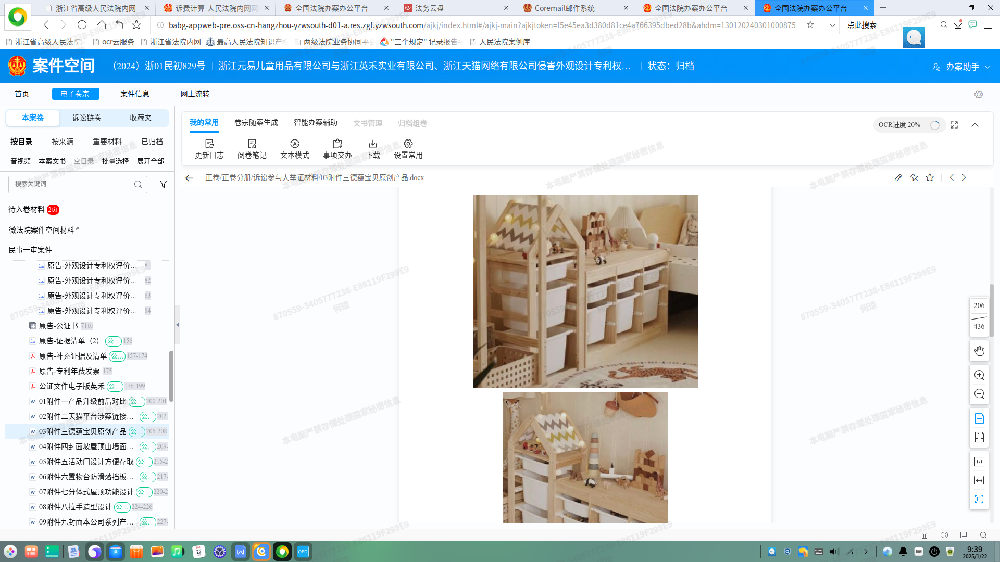 浙江省高级人民法院内网
诉费计算-人民法院内网网
全国法院办案办公平台
法务云盘
Coremail邮件系统
全国法院办案办公平台
全国法院办案办公平台
babg-appweb-pre.oss-cn-hangzhou-yzwsouth-d01-a.res.zgf.yzwsouth.com/ajkj/index.html#/ajkj-main?ajkjtoken=f5e45ea3d380d81ce4a766395dbed28b&ahdm=130120240301000875
点此搜索
浙江省高级人民法院
ocr云服务
浙江省法院内网
最高人民法院知识产权
两级法院业务协同平台
"三个规定" 记录报告平
人民法院案例库
案件空间
（2024）浙01民初829号
浙江元易儿童用品有限公司与浙江英禾实业有限公司、浙江天猫网络有限公司侵害外观设计专利权…
状态：归档
办案助手
首页
电子卷宗
案件信息
网上流转
本案卷
诉讼链卷
收藏夹
我的常用
卷宗随案生成
智能办案辅助
文书管理
归档组卷
OCR进度 20%
按目录
按来源
重要材料
已归档
更新日志
阅卷笔记
文本模式
事项交办
下载
设置常用
音视频
本案文书
空目录
批量选择
展开全部
正卷/正卷分册/诉讼参与人举证材料/03附件三德蕴宝贝原创产品.docx
搜索关键词
待入卷材料 2页
微法院案件空间材料
民事一审案件
原告-外观设计专利权评价… 81
原告-外观设计专利权评价… 82
原告-外观设计专利权评价… 83
原告-外观设计专利权评价… 84
原告-公证书 71页
原告-证据清单（2） 公… 156
原告-补充证据及清单 公… 157-174
原告-专利年费发票 175
公证文件电子版英禾 公… 176-199
01附件一产品升级前后对比 公… 200-201
02附件二天猫平台涉案链接… 公… 202-
03附件三德蕴宝贝原创产品 公… 205-208
04附件四封面坡屋顶山墙面… 公… 209-
05附件五活动门设计方便存取 公… 215-2
06附件六置物台防滑落挡板… 公… 217-
07附件七分体式屋顶功能设计 公… 220-2
08附件八拉手造型设计 公… 224-226
09附件九封面本公司系列产… 公… 227-
206
436
1:1
本电脑严禁存储处理国家秘密信息
870559-3405777238-E86119F299E9
何琼
JAN
22
OFD
9:39
2025/1/22